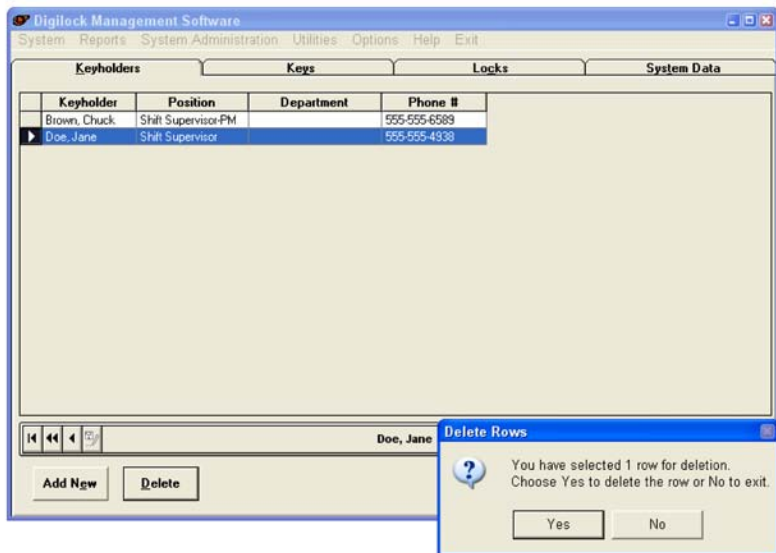 Digilock Management Software
System Reports System Administration Utilities Options Help Exit
Keyholders Keys Locks System Data
Keyholder Position Department Phone #
Brown, Chuck Shift Supervisor-PM 555-555-6589
Doe, Jane Shift Supervisor 555-555-4938
Doe, Jane
Add New Delete
Delete Rows
You have selected 1 row for deletion.
Choose Yes to delete the row or No to exit.
Yes No